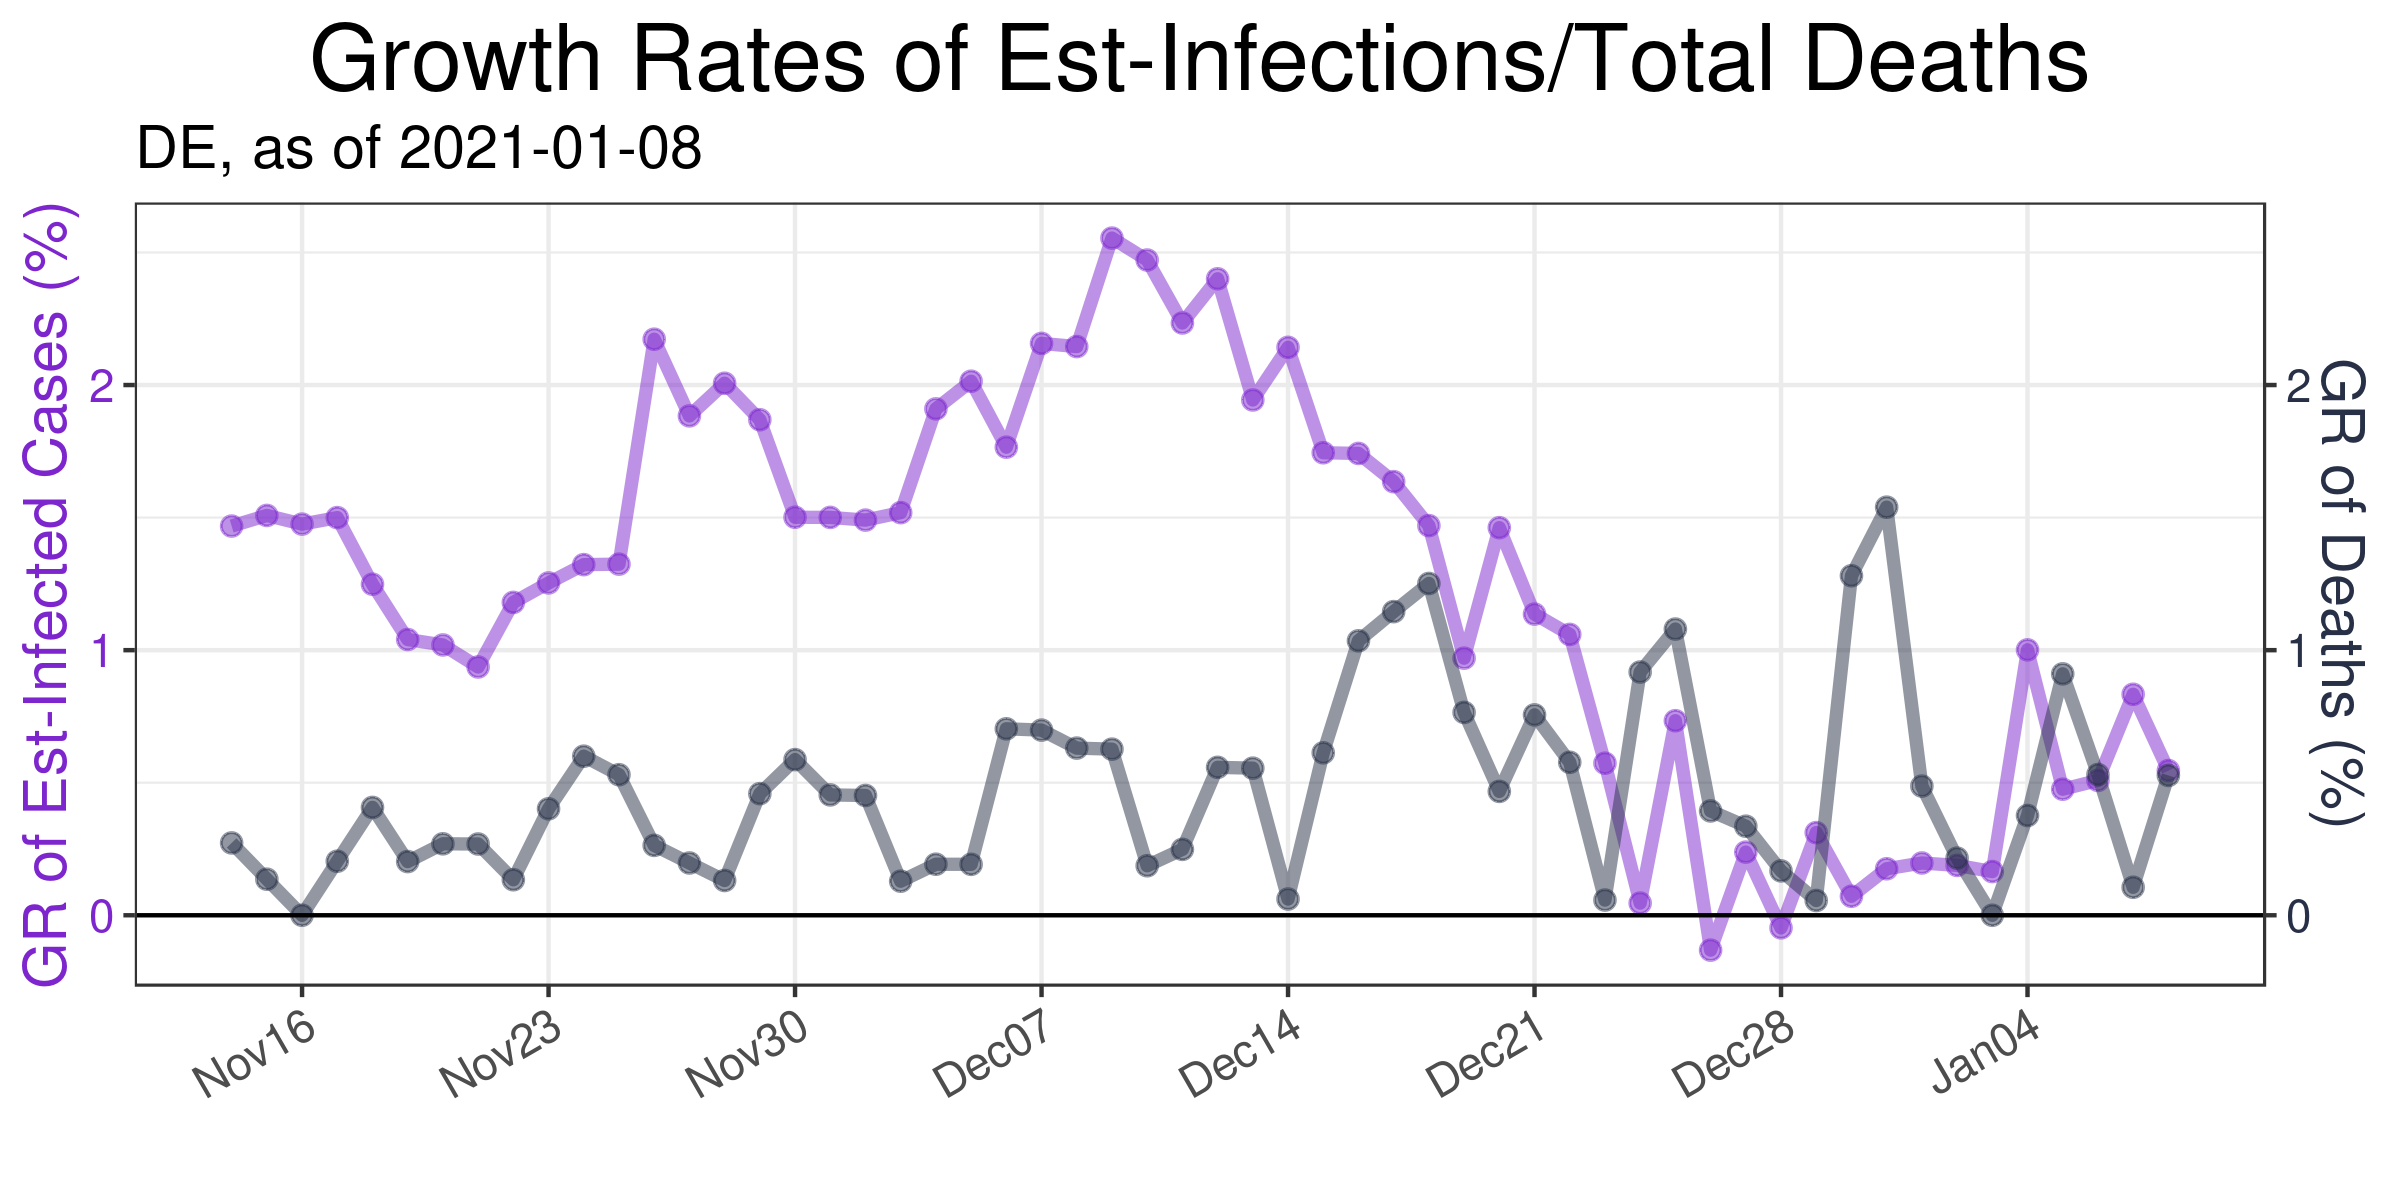 Growth Rates of Est-Infections/Total Deaths
DE, as of 2021-01-08
GR of Est-Infected Cases (%)
2
1
0
2
1
0
GR of Deaths (%)
Nov16
Nov23
Nov30
Dec07
Dec14
Dec21
Dec28
Jan04